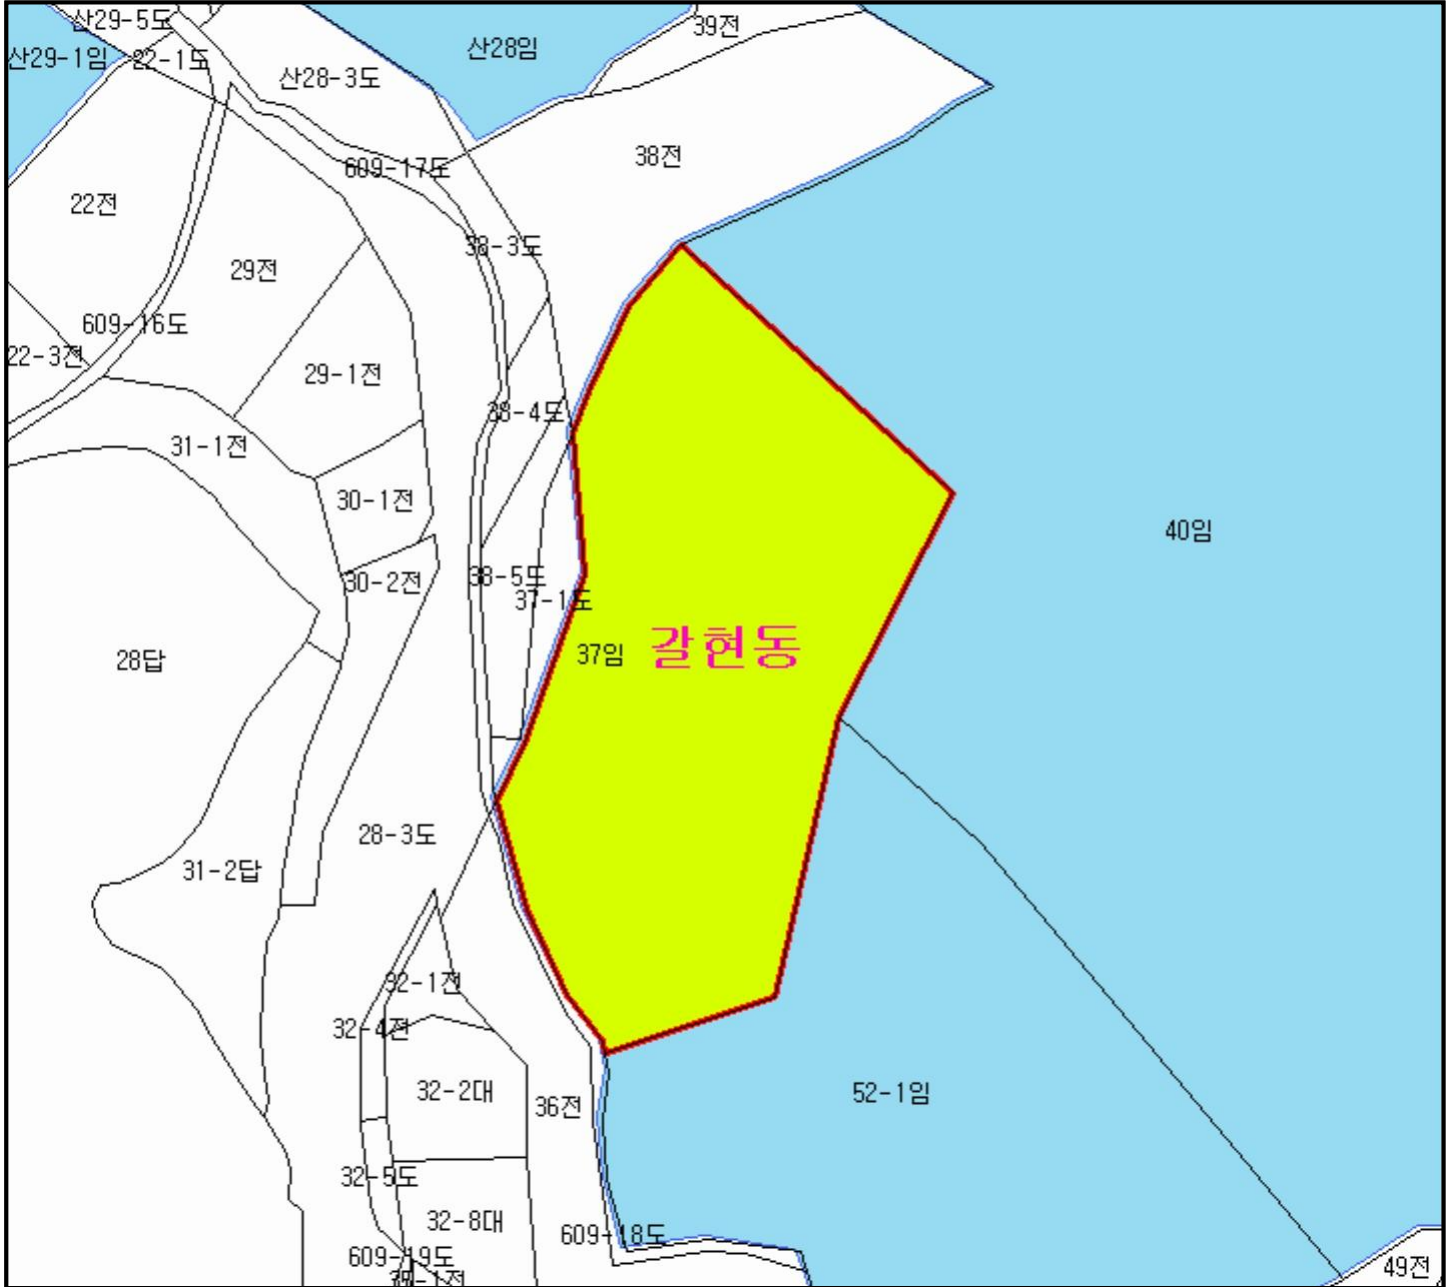 산29-5도
39전
산28임
산29-1임
22-1도
산28-3도
38전
609-17도
22전
38-3도
29전
609-16도
22-3전
29-1전
38-4도
31-1전
30-1전
40임
30-2전
38-5도
37-1도
37임
갈현동
28답
28-3도
31-2답
32-1전
32-4전
32-2대
52-1임
36전
32-5도
32-8대
609-18도
609-19도
49전